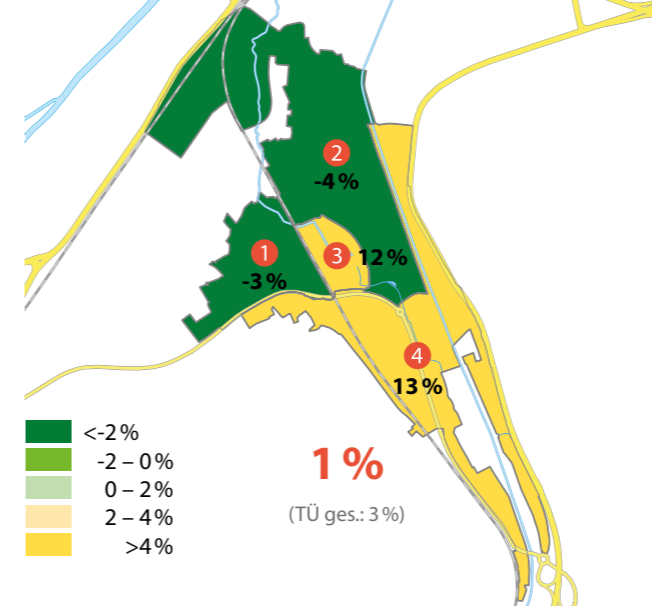 2
-4 %
1
-3 %
3
12 %
4
13 %
<-2 %
-2 – 0 %
0 – 2 %
2 – 4 %
>4 %
1 %
(TÜ ges.: 3 %)